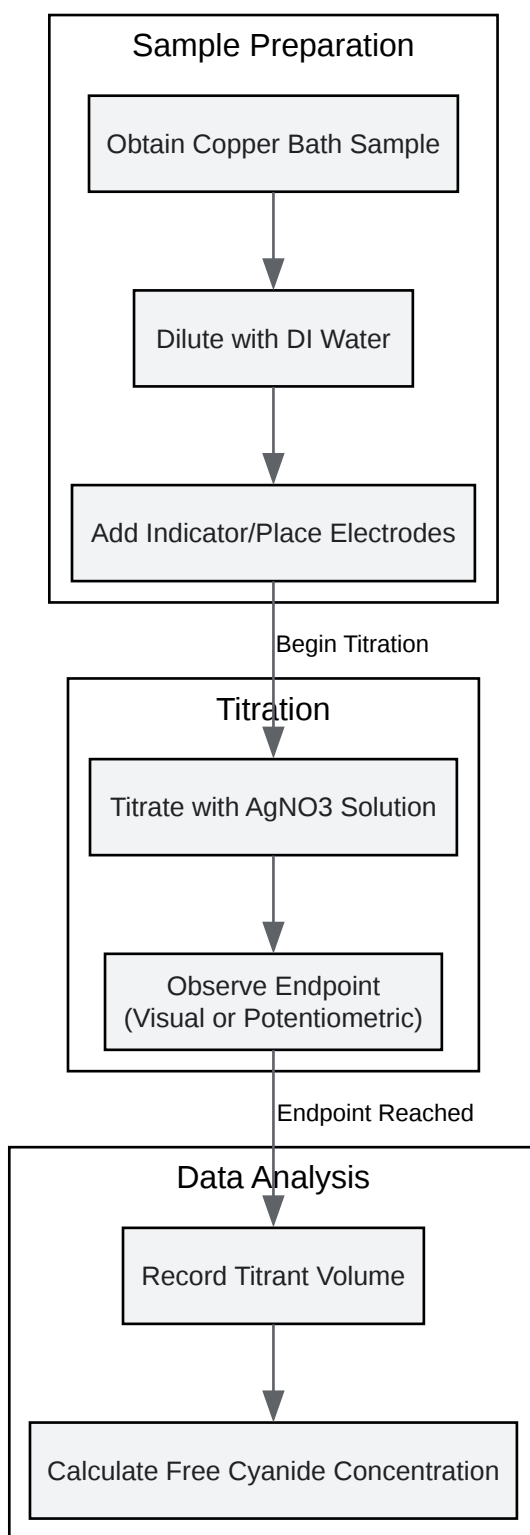 Sample Preparation
Obtain Copper Bath Sample
Dilute with DI Water
Add Indicator/Place Electrodes
Begin Titration
Titration
Titrate with AgNO3 Solution
Observe Endpoint
(Visual or Potentiometric)
Endpoint Reached
Data Analysis
Record Titrant Volume
Calculate Free Cyanide Concentration